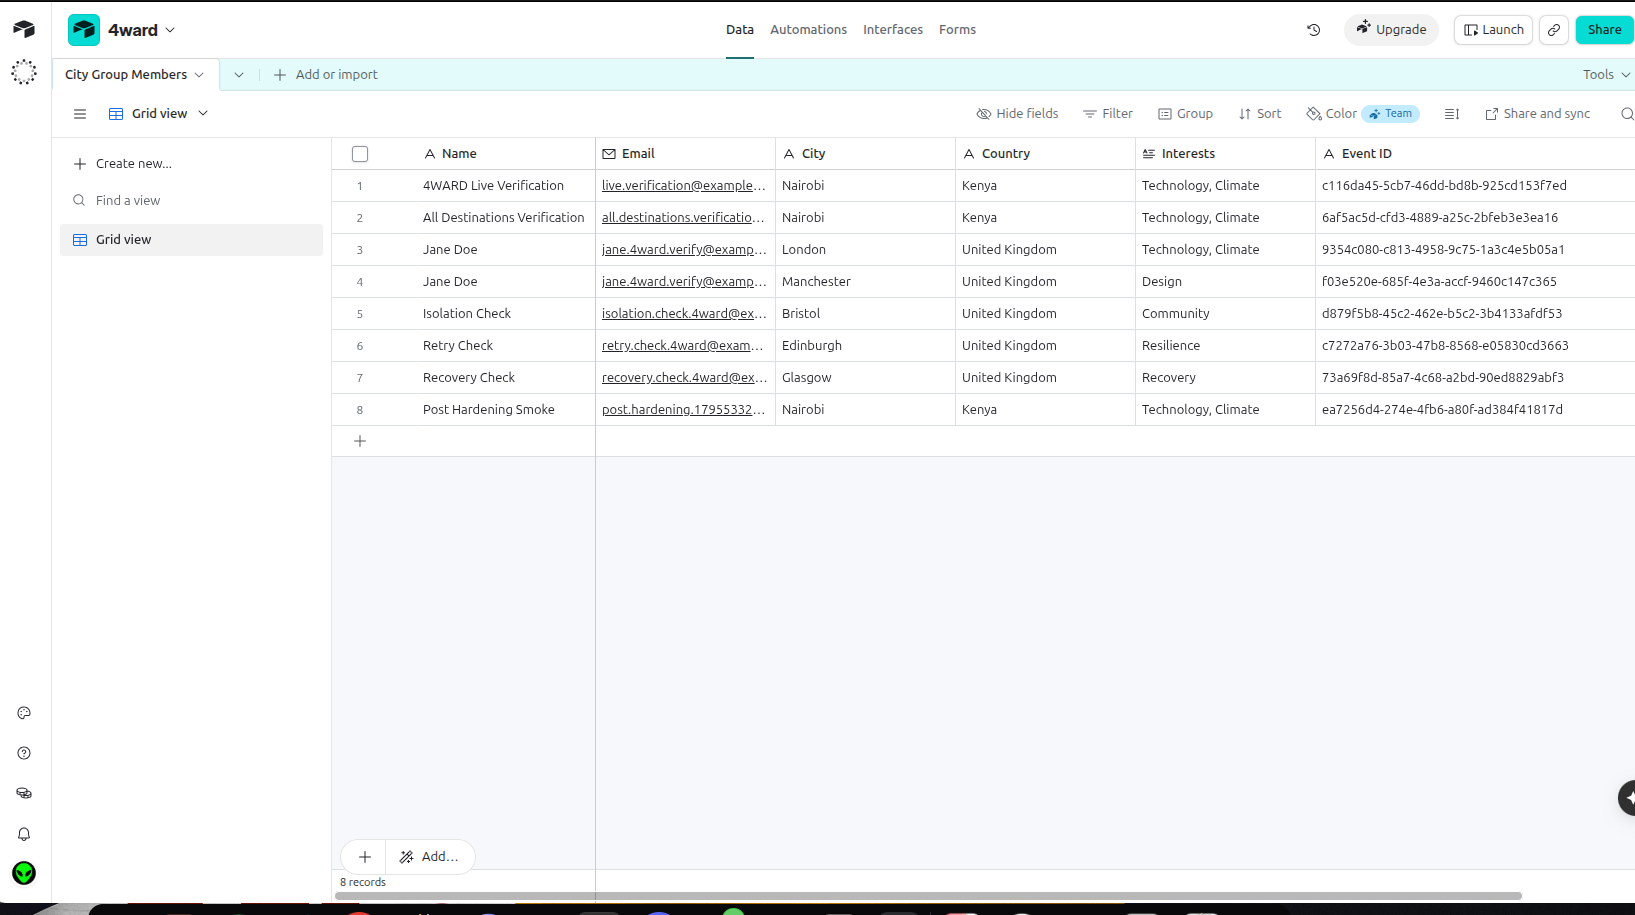 4ward
Data Automations Interfaces Forms
Upgrade Launch Share
City Group Members Add or import Tools
Grid view Hide fields Filter Group Sort Color Team Share and sync
Create new...
Find a view
Grid view
Name Email City Country Interests Event ID
1 4WARD Live Verification live.verification@example... Nairobi Kenya Technology, Climate c116da45-5cb7-46dd-bd8b-925cd153f7ed
2 All Destinations Verification all.destinations.verificatio... Nairobi Kenya Technology, Climate 6af5ac5d-cfd3-4889-a25c-2bfeb3e3ea16
3 Jane Doe jane.4ward.verify@examp... London United Kingdom Technology, Climate 9354c080-c813-4958-9c75-1a3c4e5b05a1
4 Jane Doe jane.4ward.verify@examp... Manchester United Kingdom Design f03e520e-685f-4e3a-accf-9460c147c365
5 Isolation Check isolation.check.4ward@ex... Bristol United Kingdom Community d879f5b8-45c2-462e-b5c2-3b4133afdf53
6 Retry Check retry.check.4ward@exam... Edinburgh United Kingdom Resilience c7272a76-3b03-47b8-8568-e05830cd3663
7 Recovery Check recovery.check.4ward@ex... Glasgow United Kingdom Recovery 73a69f8d-85a7-4c68-a2bd-90ed8829abf3
8 Post Hardening Smoke post.hardening.17955332... Nairobi Kenya Technology, Climate ea7256d4-274e-4fb6-a80f-ad384f41817d
Add...
8 records